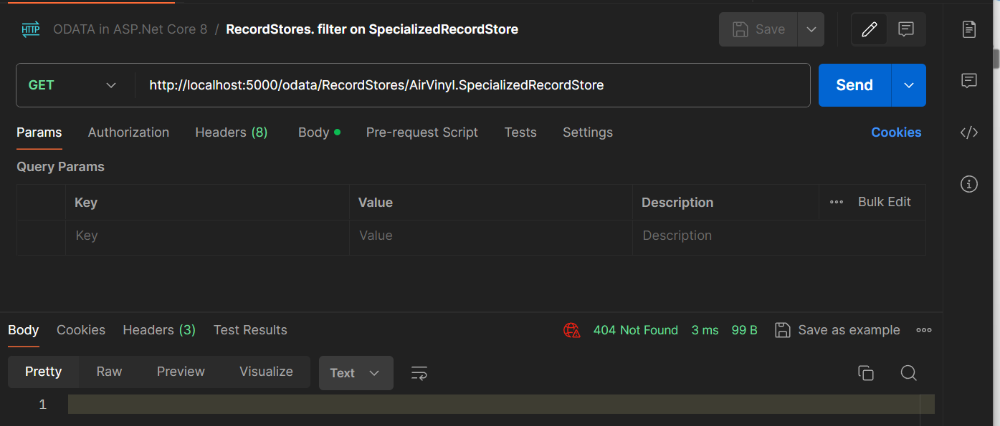 HTTP ODATA in ASP.Net Core 8 / RecordStores. filter on SpecializedRecordStore Save
GET http://localhost:5000/odata/RecordStores/AirVinyl.SpecializedRecordStore Send
Params Authorization Headers (8) Body Pre-request Script Tests Settings Cookies
Query Params
Key Value Description Bulk Edit
Key Value Description
Body Cookies Headers (3) Test Results 404 Not Found 3 ms 99 B Save as example
Pretty Raw Preview Visualize Text
1